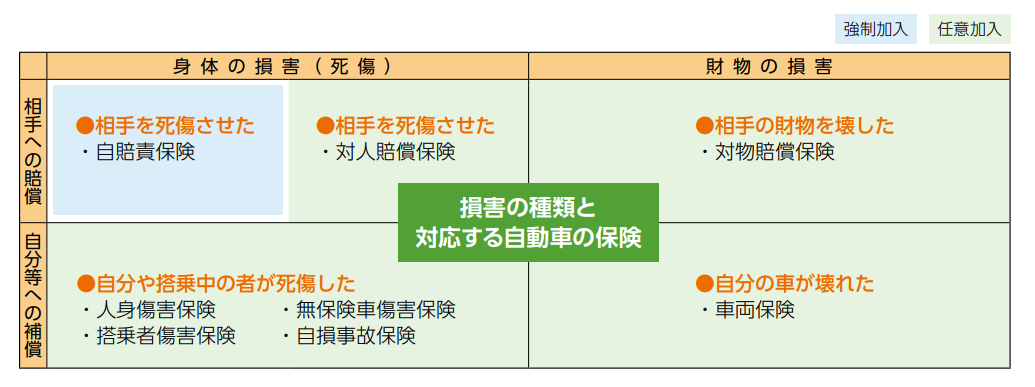 強制加入
任意加入
身体の損害(死傷)
財物の損害
相手への賠償
●相手を死傷させた
・自賠責保険
●相手を死傷させた
・対人賠償保険
●相手の財物を壊した
・対物賠償保険
損害の種類と
対応する自動車の保険
自分等への補償
●自分や搭乗中の者が死傷した
・人身傷害保険
・無保険車傷害保険
・搭乗者傷害保険
・自損事故保険
●自分の車が壊れた
・車両保険